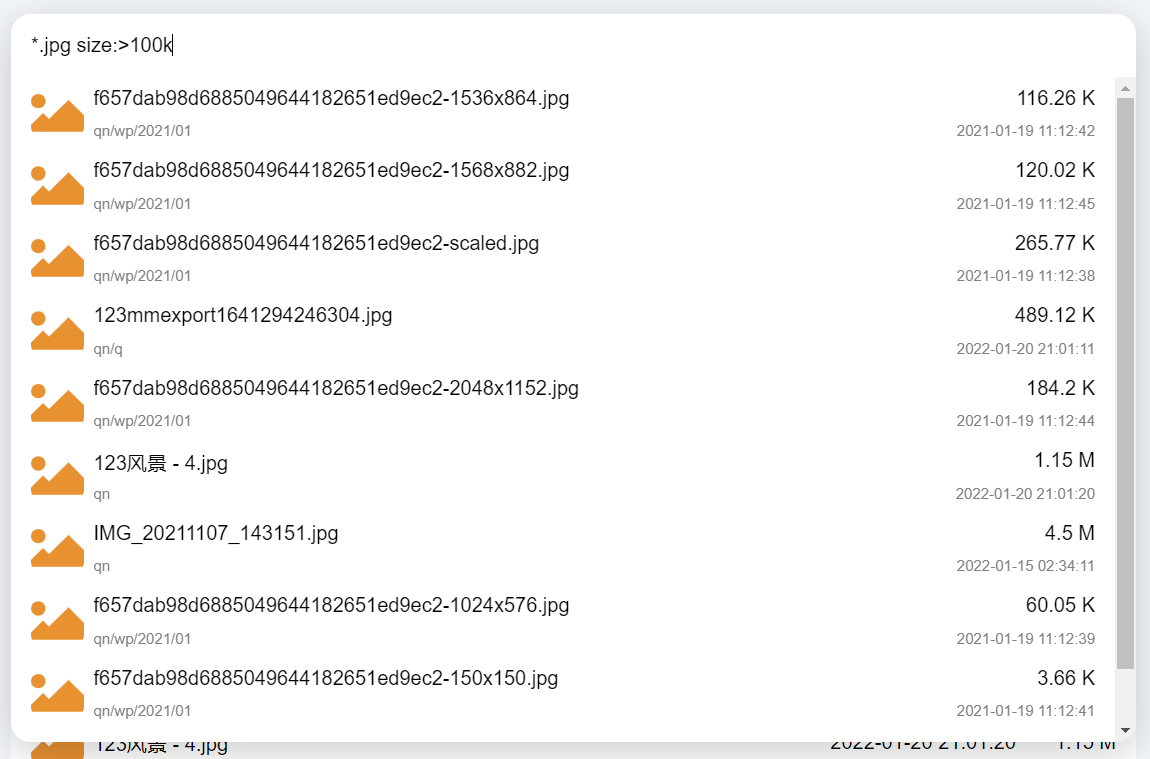 *.jpg size:>100k
f657dab98d6885049644182651ed9ec2-1536x864.jpg 116.26 K
qn/wp/2021/01 2021-01-19 11:12:42
f657dab98d6885049644182651ed9ec2-1568x882.jpg 120.02 K
qn/wp/2021/01 2021-01-19 11:12:45
f657dab98d6885049644182651ed9ec2-scaled.jpg 265.77 K
qn/wp/2021/01 2021-01-19 11:12:38
123mmexport1641294246304.jpg 489.12 K
qn/q 2022-01-20 21:01:11
f657dab98d6885049644182651ed9ec2-2048x1152.jpg 184.2 K
qn/wp/2021/01 2021-01-19 11:12:44
123风景 - 4.jpg 1.15 M
qn 2022-01-20 21:01:20
IMG_20211107_143151.jpg 4.5 M
qn 2022-01-15 02:34:11
f657dab98d6885049644182651ed9ec2-1024x576.jpg 60.05 K
qn/wp/2021/01 2021-01-19 11:12:39
f657dab98d6885049644182651ed9ec2-150x150.jpg 3.66 K
qn/wp/2021/01 2021-01-19 11:12:41
123风景 - 4.jpg 2022-01-20 21:01:20 1.15 M